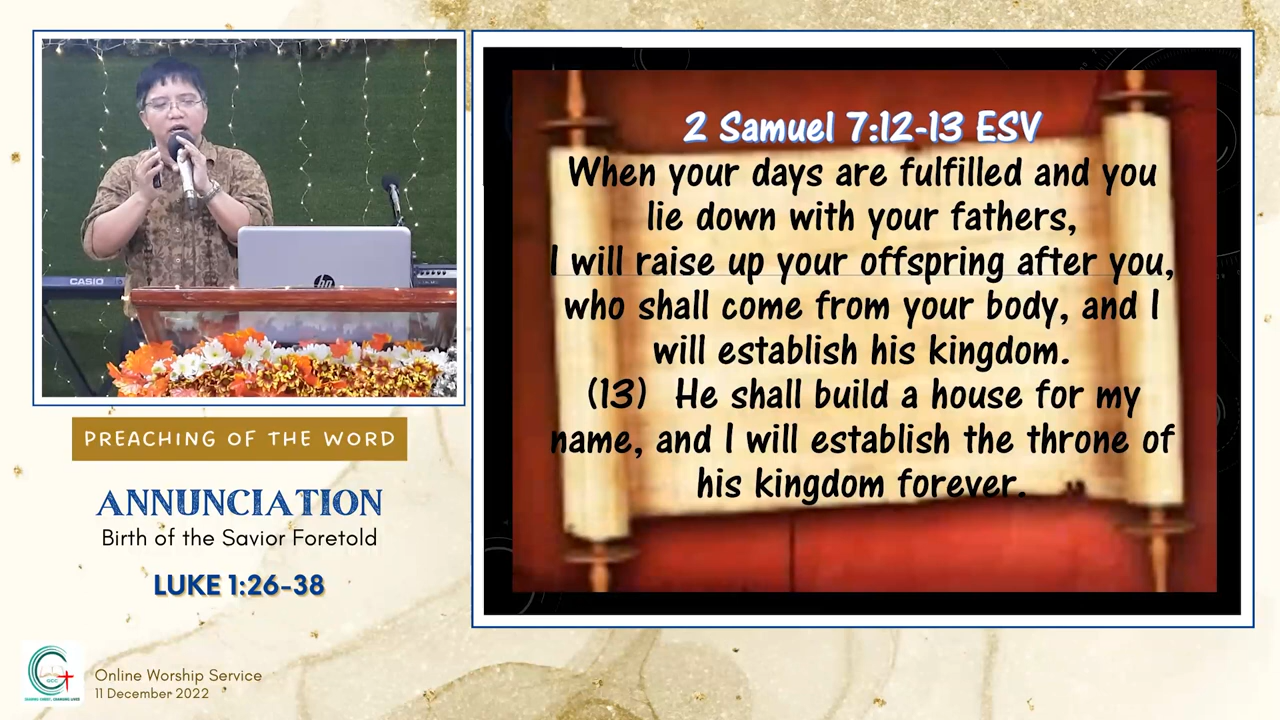 CASIO
hp
PREACHING OF THE WORD
ANNUNCIATION
Birth of the Savior Foretold
LUKE 1:26-38
GCC
Online Worship Service
11 December 2022
2 Samuel 7:12-13 ESV
When your days are fulfilled and you
lie down with your fathers,
I will raise up your offspring after you,
who shall come from your body, and I
will establish his kingdom.
(13) He shall build a house for my
name, and I will establish the throne of
his kingdom forever.